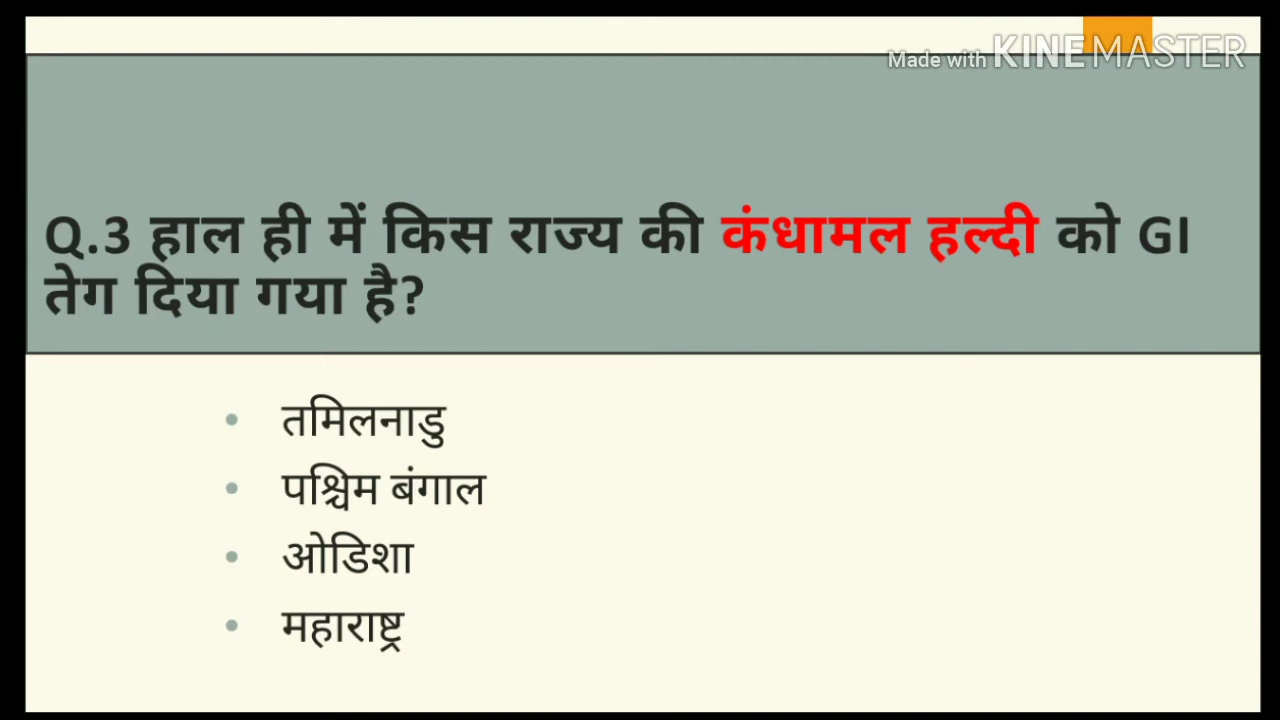 Made with KINEMASTER
Q.3 हाल ही में किस राज्य की कंधामल हल्दी को GI
तेग दिया गया है?
• तमिलनाडु
• पश्चिम बंगाल
• ओडिशा
• महाराष्ट्र